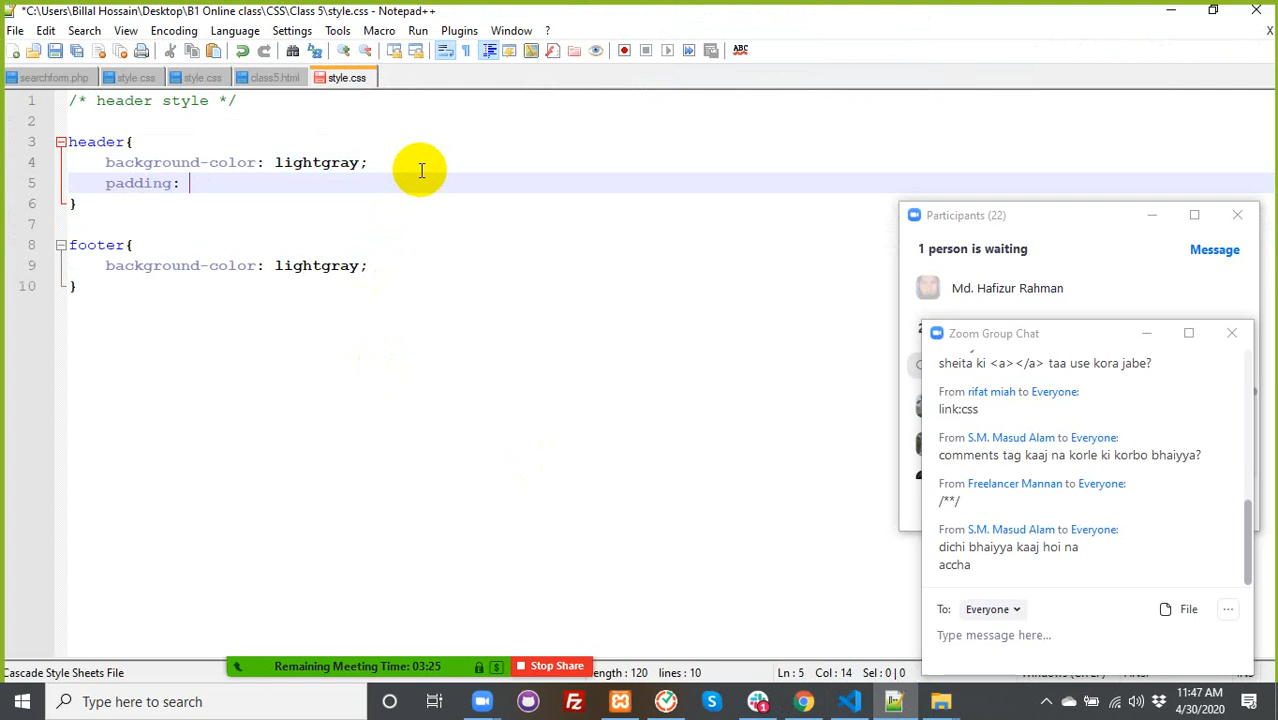 *C:\Users\Billal Hossain\Desktop\B1 Online class\CSS\Class 5\style.css - Notepad++
File Edit Search View Encoding Language Settings Tools Macro Run Plugins Window ?
X
ABC
searchform.php style.css style.css class5.html style.css
1 /* header style */
2
3 header{
4 background-color: lightgray;
5 padding:
6 }
7
8 footer{
9 background-color: lightgray;
10 }
Participants (22)
1 person is waiting Message
Md. Hafizur Rahman
Zoom Group Chat
sheita ki <a></a> taa use kora jabe?
From rifat miah to Everyone:
link:css
From S.M. Masud Alam to Everyone:
comments tag kaaj na korle ki korbo bhaiyya?
From Freelancer Mannan to Everyone:
/**/
From S.M. Masud Alam to Everyone:
dichi bhaiyya kaaj hoi na
accha
To: Everyone File ...
Type message here...
Remaining Meeting Time: 03:25 $ Stop Share
Cascade Style Sheets File ength : 120 lines : 10 Ln : 5 Col : 14 Sel : 0 | 0
Type here to search
11:47 AM
4/30/2020